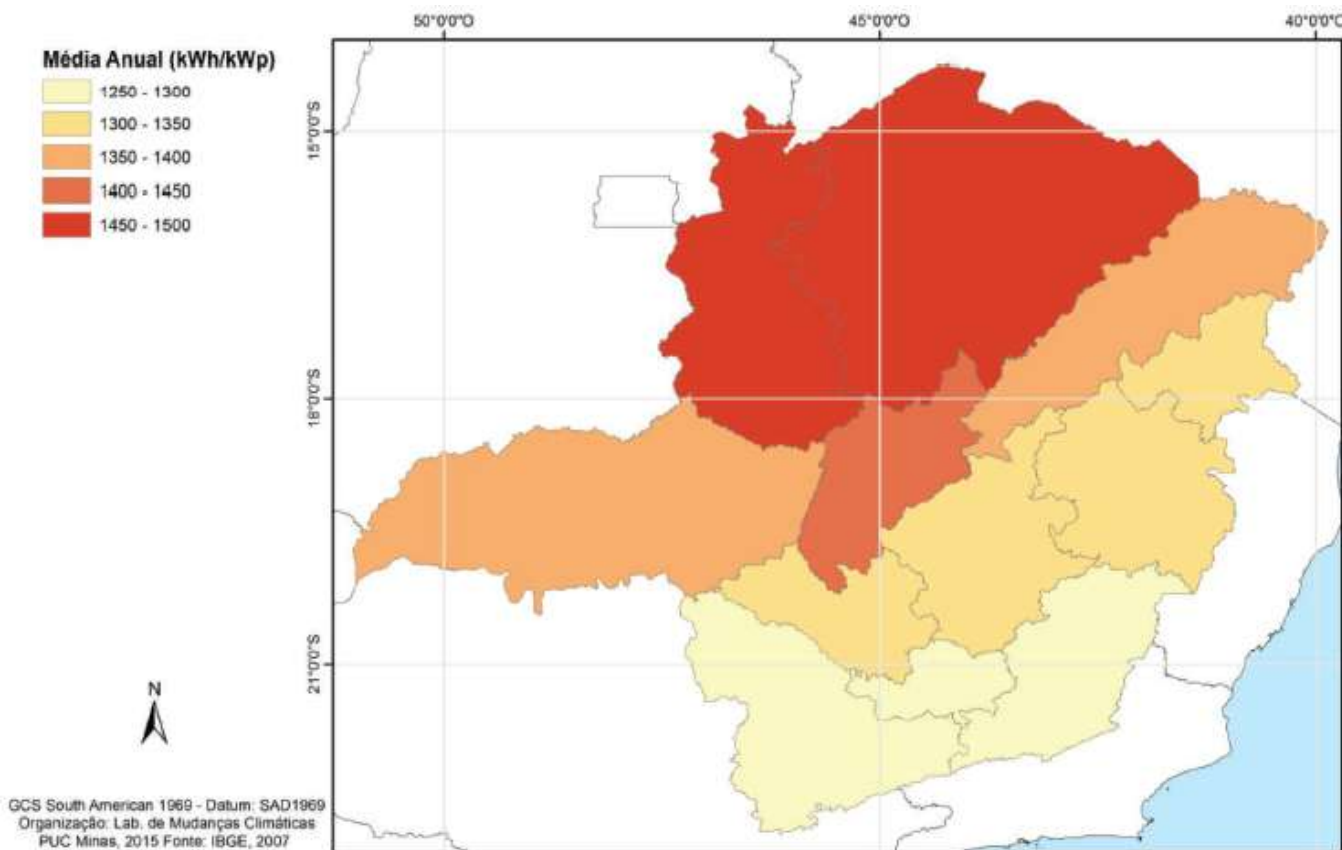 50°0'0"O
45°0'0"O
40°0'0"O
Média Anual (kWh/kWp)
1250 - 1300
1300 - 1350
1350 - 1400
1400 - 1450
1450 - 1500
15°0'0"S
18°0'0"S
21°0'0"S
N
GCS South American 1969 - Datum: SAD1969
Organização: Lab. de Mudanças Climáticas
PUC Minas, 2015 Fonte: IBGE, 2007